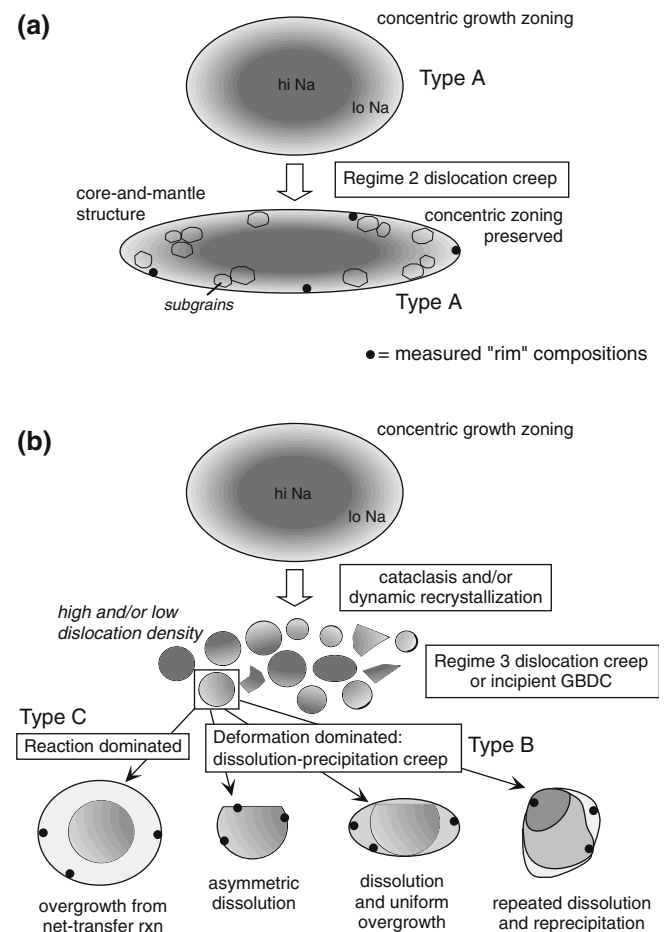 (a)
concentric growth zoning
Type A
hi Na
lo Na
Regime 2 dislocation creep
core-and-mantle
structure
concentric zoning
preserved
subgrains
Type A
●= measured "rim" compositions
(b)
concentric growth zoning
hi Na
lo Na
cataclasis and/or
dynamic recrystallization
high and/or low
dislocation density
Regime 3 dislocation creep
or incipient GBDC
Type C
Reaction dominated
Deformation dominated:
dissolution-precipitation creep
Type B
overgrowth from
net-transfer rxn
asymmetric
dissolution
dissolution
and uniform
overgrowth
repeated dissolution
and reprecipitation